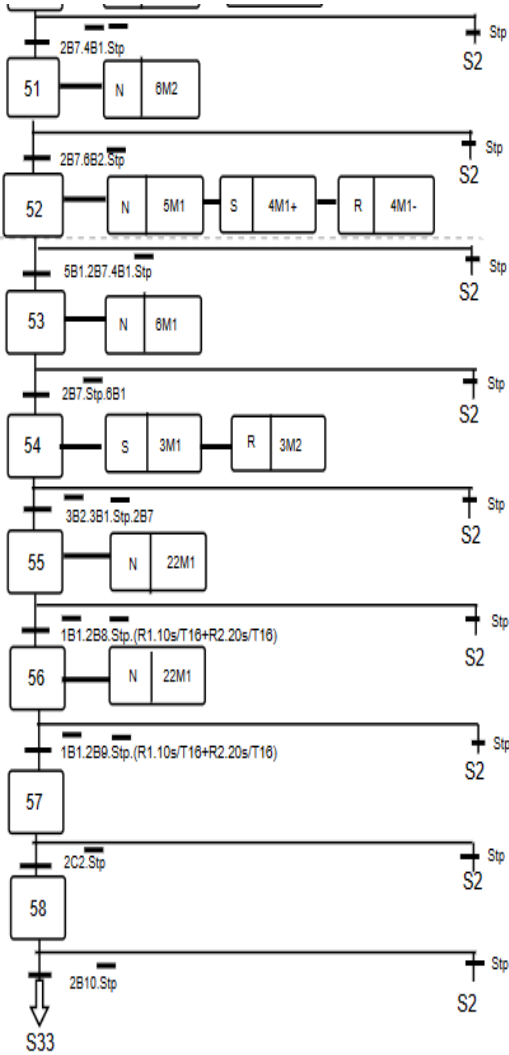 Stp
2B7.4B1.Stp
S2
51 N 6M2
Stp
2B7.6B2.Stp
S2
52 N 5M1 S 4M1+ R 4M1-
Stp
5B1.2B7.4B1.Stp
S2
53 N 6M1
Stp
2B7.Stp.6B1
S2
54 S 3M1 R 3M2
Stp
3B2.3B1.Stp.2B7
S2
55 N 22M1
Stp
1B1.2B8.Stp.(R1.10s/T16+R2.20s/T16)
S2
56 N 22M1
Stp
1B1.2B9.Stp.(R1.10s/T16+R2.20s/T16)
S2
57
Stp
2C2.Stp
S2
58
Stp
2B10.Stp
S2
S33